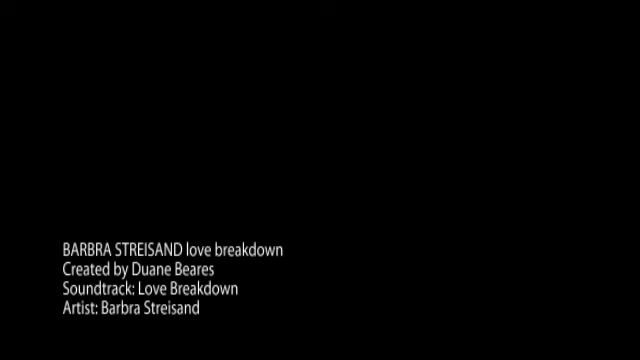 BARBRA STREISAND love breakdown
Created by Duane Beares
Soundtrack: Love Breakdown
Artist: Barbra Streisand